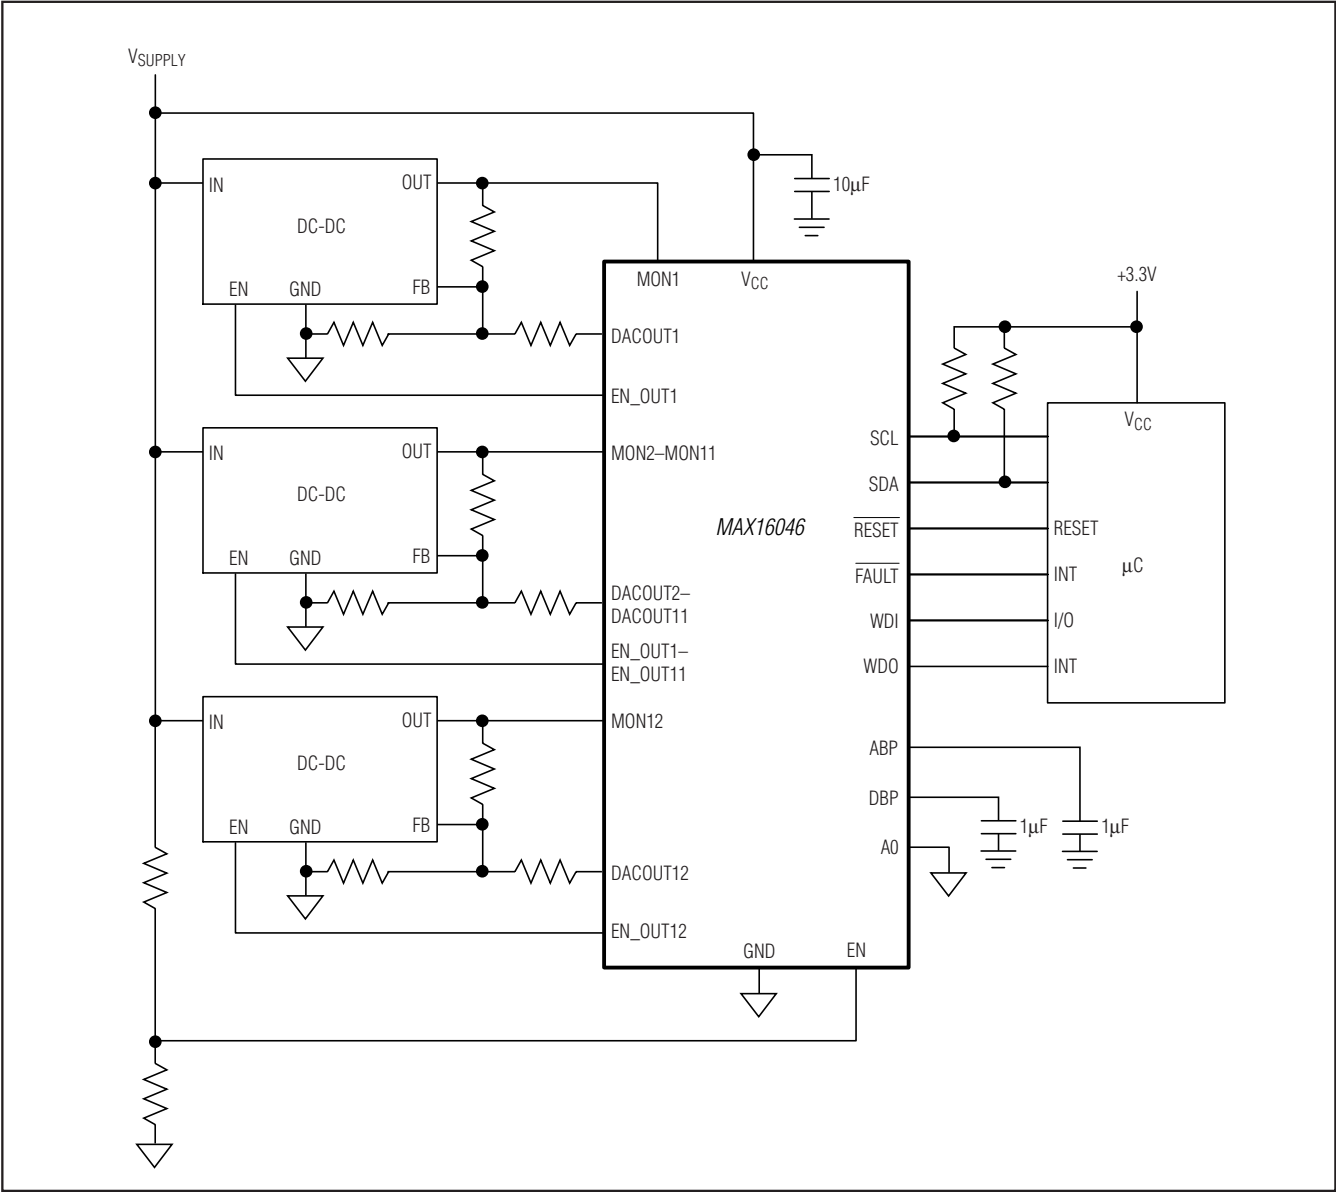 VSUPPLY
IN
OUT
DC-DC
EN
GND
FB
10μF
MON1
VCC
DACOUT1
EN_OUT1
+3.3V
VCC
IN
OUT
DC-DC
EN
GND
FB
MON2–MON11
DACOUT2–
DACOUT11
EN_OUT1–
EN_OUT11
MAX16046
SCL
SDA
RESET
FAULT
WDI
WDO
RESET
INT
I/O
INT
μC
IN
OUT
DC-DC
EN
GND
FB
MON12
DACOUT12
EN_OUT12
ABP
DBP
A0
1μF
1μF
GND
EN